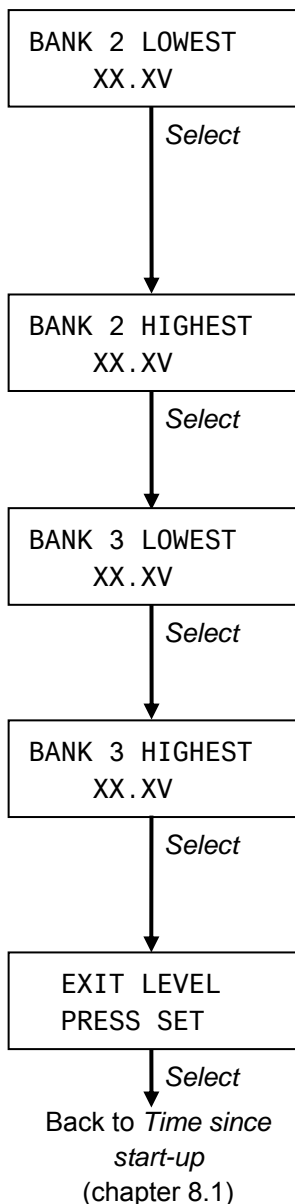 BANK 2 LOWEST
XX.XV
Select
BANK 2 HIGHEST
XX.XV
Select
BANK 3 LOWEST
XX.XV
Select
BANK 3 HIGHEST
XX.XV
Select
EXIT LEVEL
PRESS SET
Select
Back to Time since
start-up
(chapter 8.1)